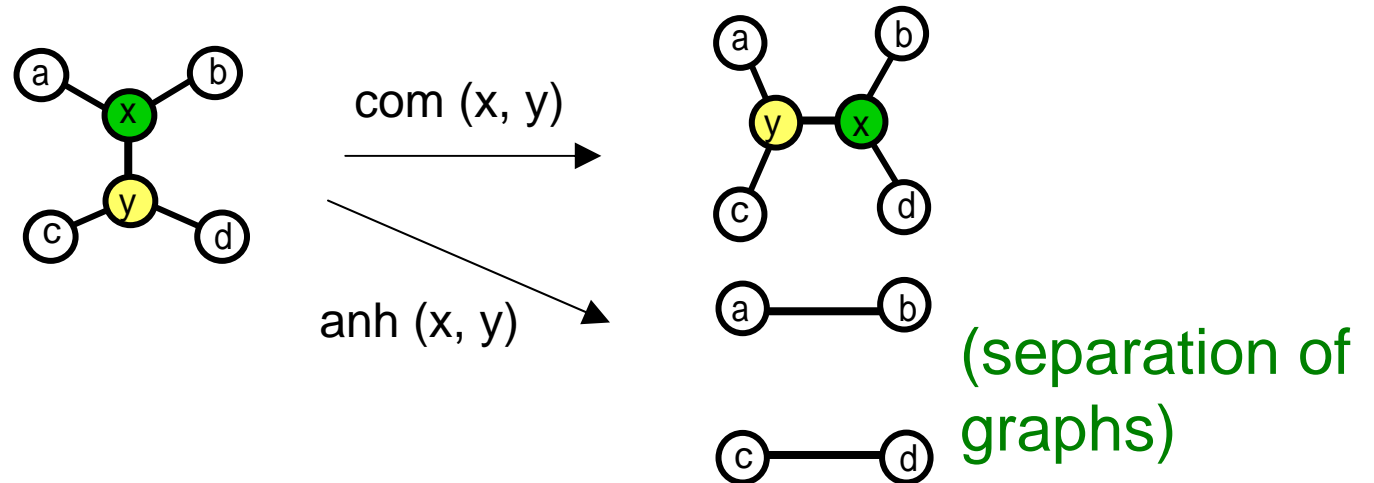 a
b
x
y
c
d
com (x, y)
anh (x, y)
a
b
y
x
c
d
a
b
c
d
(separation of
graphs)